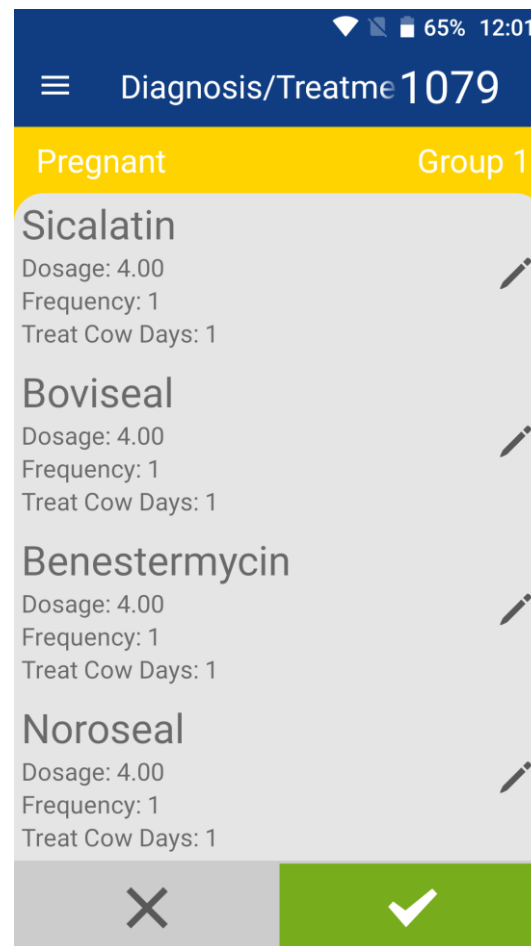 65% 12:01
Diagnosis/Treatme 1079
Pregnant Group 1
Sicalatin
Dosage: 4.00
Frequency: 1
Treat Cow Days: 1
Boviseal
Dosage: 4.00
Frequency: 1
Treat Cow Days: 1
Benestermycin
Dosage: 4.00
Frequency: 1
Treat Cow Days: 1
Noroseal
Dosage: 4.00
Frequency: 1
Treat Cow Days: 1